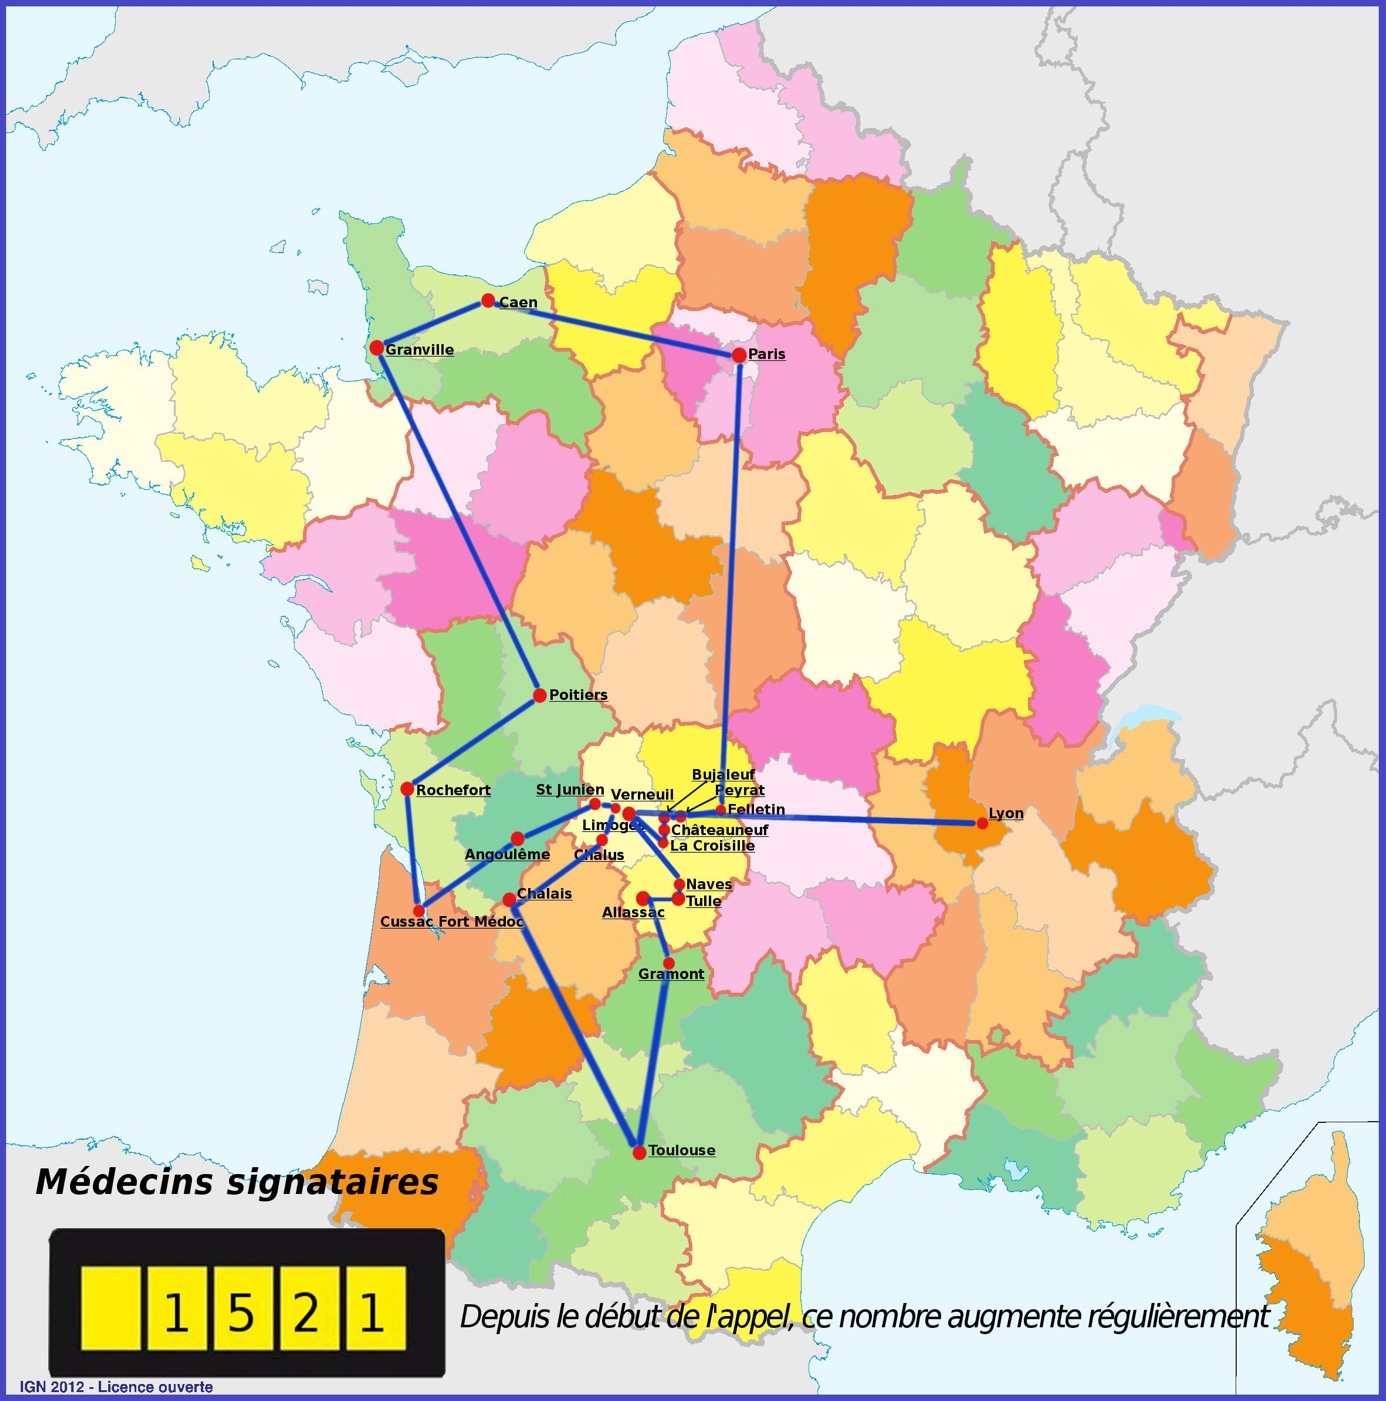 Caen
Granville
Paris
Poitiers
Rochefort
St Junien
Verneuil
Bujaleuf
Peyrat
Felletin
Lyon
Limoges
Châteauneuf
La Croisille
Angoulême
Chalus
Naves
Chalais
Tulle
Allassac
Cussac Fort Médoc
Gramont
Toulouse
Médecins signataires
1 5 2 1
Depuis le début de l'appel, ce nombre augmente régulièrement
IGN 2012 - Licence ouverte